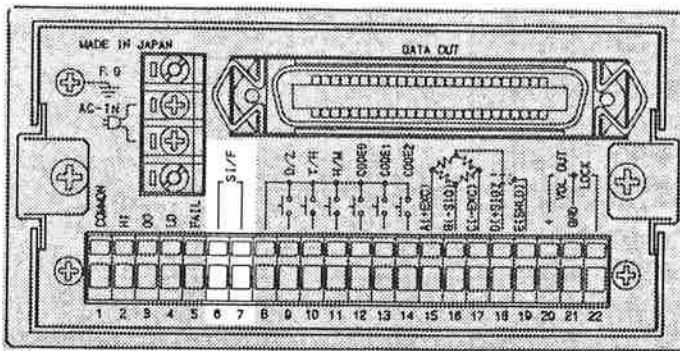 MADE IN JAPAN
DATA OUT
F.G
AC-IN
SI/F
D/Z
T/H
H/W
CODE0
CODE1
CODE2
A(+EXC)
B(-SIG)
C(-EXC)
D(+SIG)
E(SHLD)
+
VOL OUT
-
GND
LOCK
COMMON
HI
GO
LO
FAIL
1 2 3 4 5 6 7 8 9 10 11 12 13 14 15 16 17 18 19 20 21 22